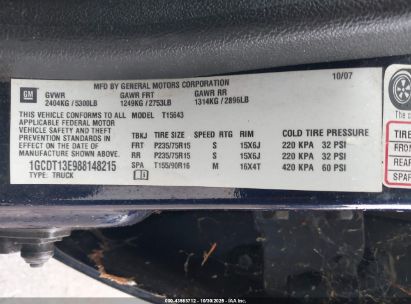 MFD BY GENERAL MOTORS CORPORATION 10/07
GM GVWR GAWR FRT GAWR RR
2404KG / 5300LB 1249KG / 2753LB 1314KG / 2896LB
THIS VEHICLE CONFORMS TO ALL MODEL T15643
APPLICABLE FEDERAL MOTOR
VEHICLE SAFETY AND THEFT TBKJ TIRE SIZE SPEED RTG RIM COLD TIRE PRESSURE
PREVENTION STANDARDS IN FRT P235/75R15 S 15X6J 220 KPA 32 PSI
EFFECT ON THE DATE OF RR P235/75R15 S 15X6J 220 KPA 32 PSI
MANUFACTURE SHOWN ABOVE. SPA T155/90R16 M 16X4T 420 KPA 60 PSI
1GCDT13E988148215
TYPE: TRUCK
TIRE
FRON
REAR
SPAR